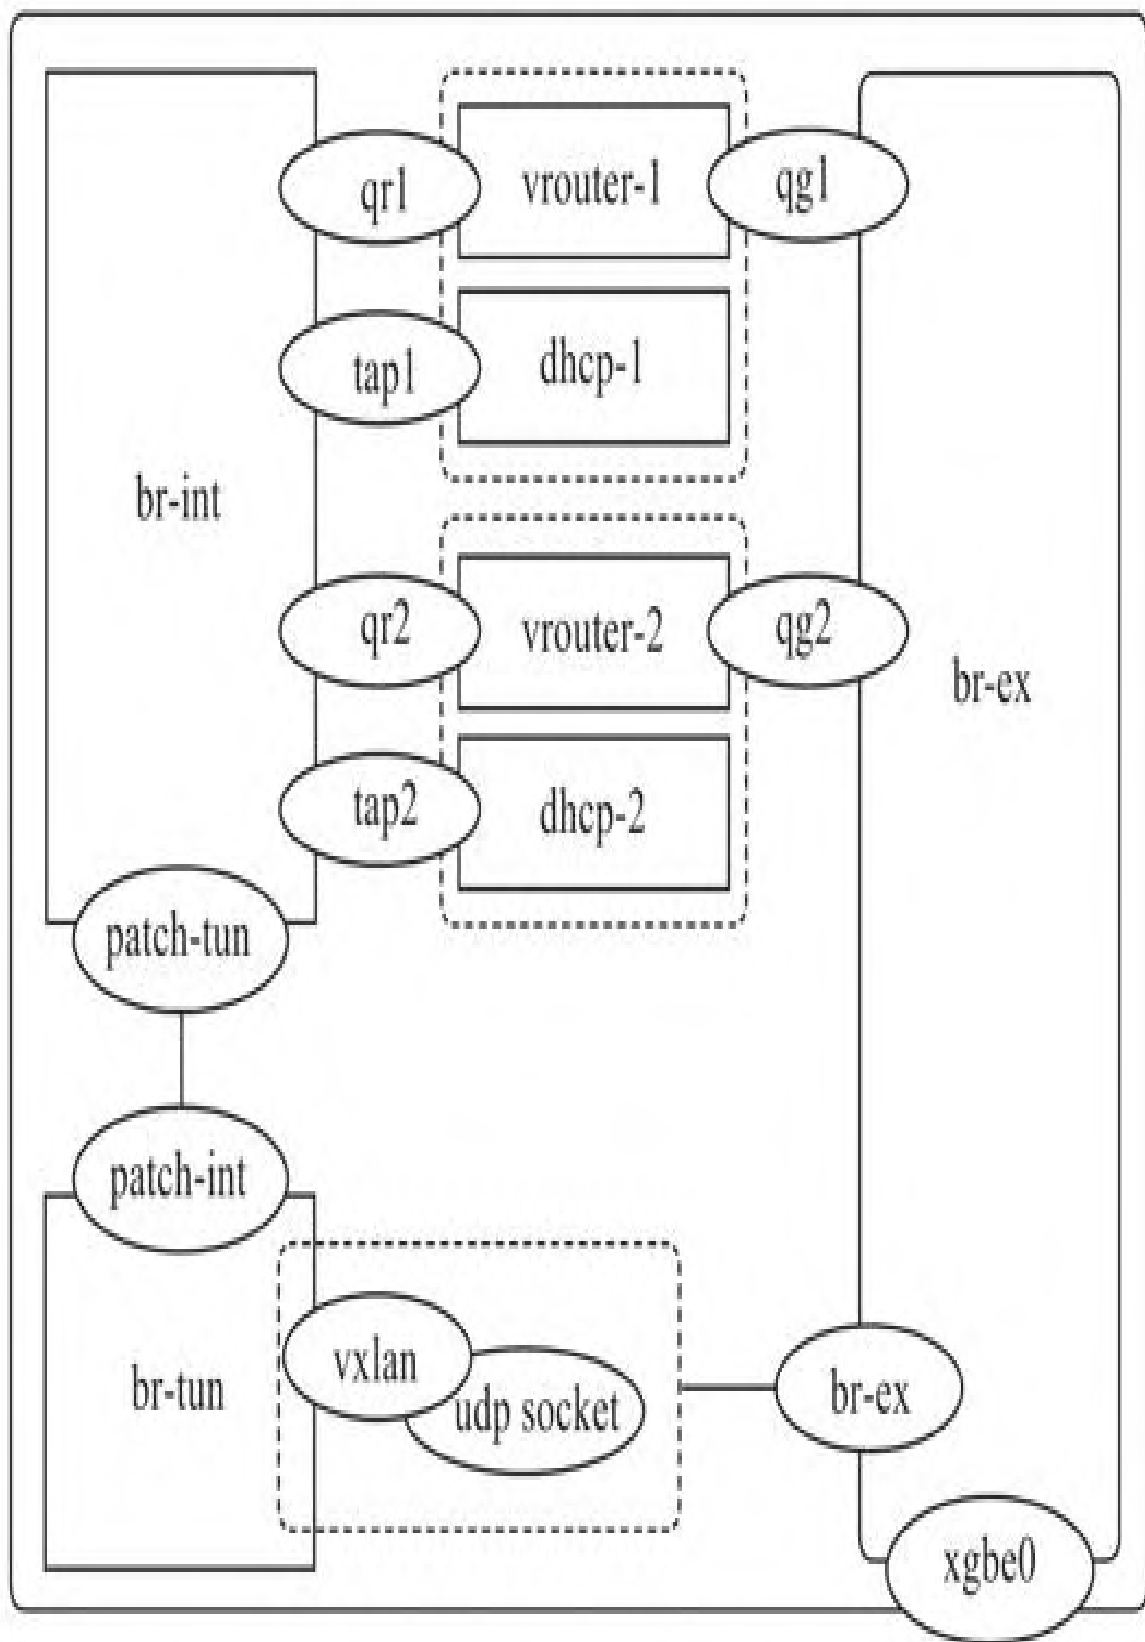 qr1
vrouter-1
qg1
tap1
dhcp-1
br-int
qr2
vrouter-2
qg2
br-ex
tap2
dhcp-2
patch-tun
patch-int
vxlan
br-tun
udp socket
br-ex
xgbe0